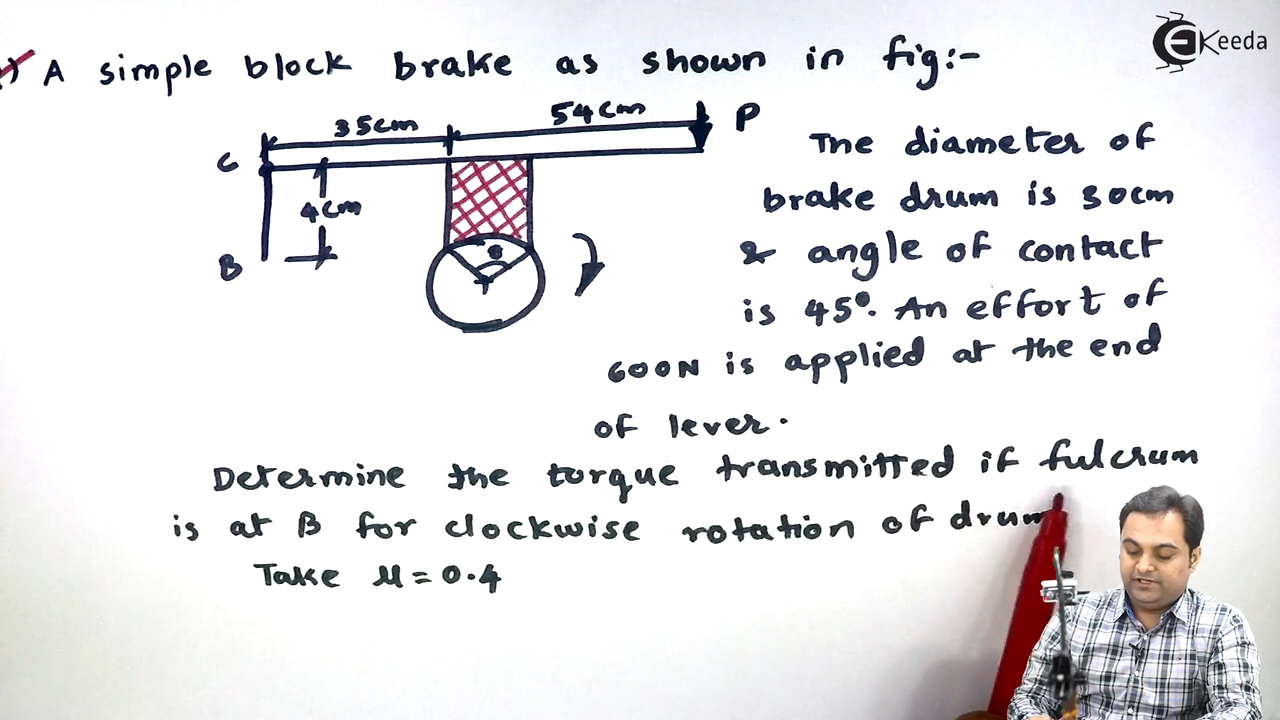 A simple block brake as shown in fig:-
EKeeda
35cm
54cm
P
C
4cm
B
θ
The diameter of
brake drum is 30cm
& angle of contact
is 45°. An effort of
600N is applied at the end
of lever.
Determine the torque transmitted if fulcrum
is at B for clockwise rotation of drum
Take μ = 0.4